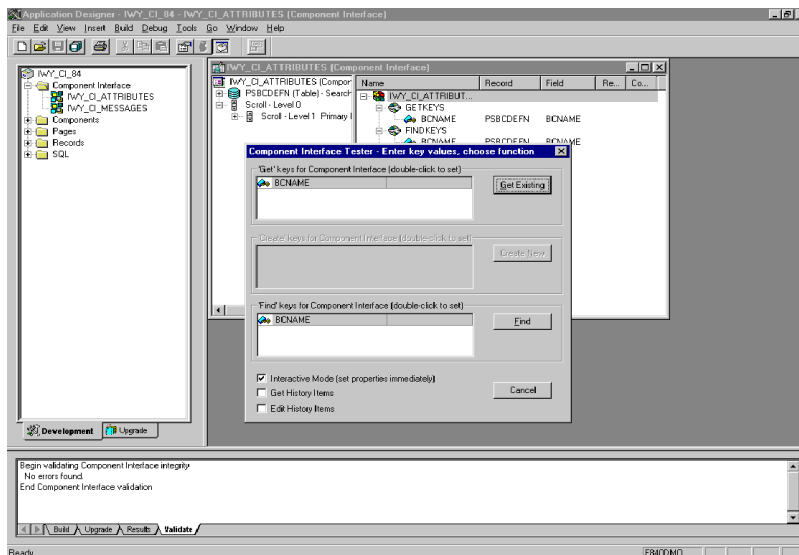 Application Designer - IWY_CI_84 - IWY_CI_ATTRIBUTES (Component Interface)
File Edit View Insert Build Debug Tools Go Window Help
IWY_CI_84
Component Interface
IWY_CI_ATTRIBUTES
IWY_CI_MESSAGES
Components
Pages
Records
SQL
Development
Upgrade
IWY_CI_ATTRIBUTES (Component Interface)
IWY_CI_ATTRIBUTES (Compor
PSBCDEFN (Table) - Search
Scroll - Level 0
Scroll - Level 1 Primary
Name Record Field Re... Co...
IWY_CI_ATTRIBUT...
GETKEYS
BCNAME PSBCDEFN BCNAME
FINDKEYS
BCNAME PSBCDEFN BCNAME
Component Interface Tester - Enter key values, choose function
'Get' keys for Component Interface (double-click to set)
BCNAME
Get Existing
'Create' keys for Component Interface (double-click to set)
Create New
'Find' keys for Component Interface (double-click to set)
BCNAME
Find
Interactive Mode (set properties immediately)
Get History Items
Edit History Items
Cancel
Begin validating Component Interface integrity
No errors found.
End Component Interface validation
Build Upgrade Results Validate
Ready
E840DMO